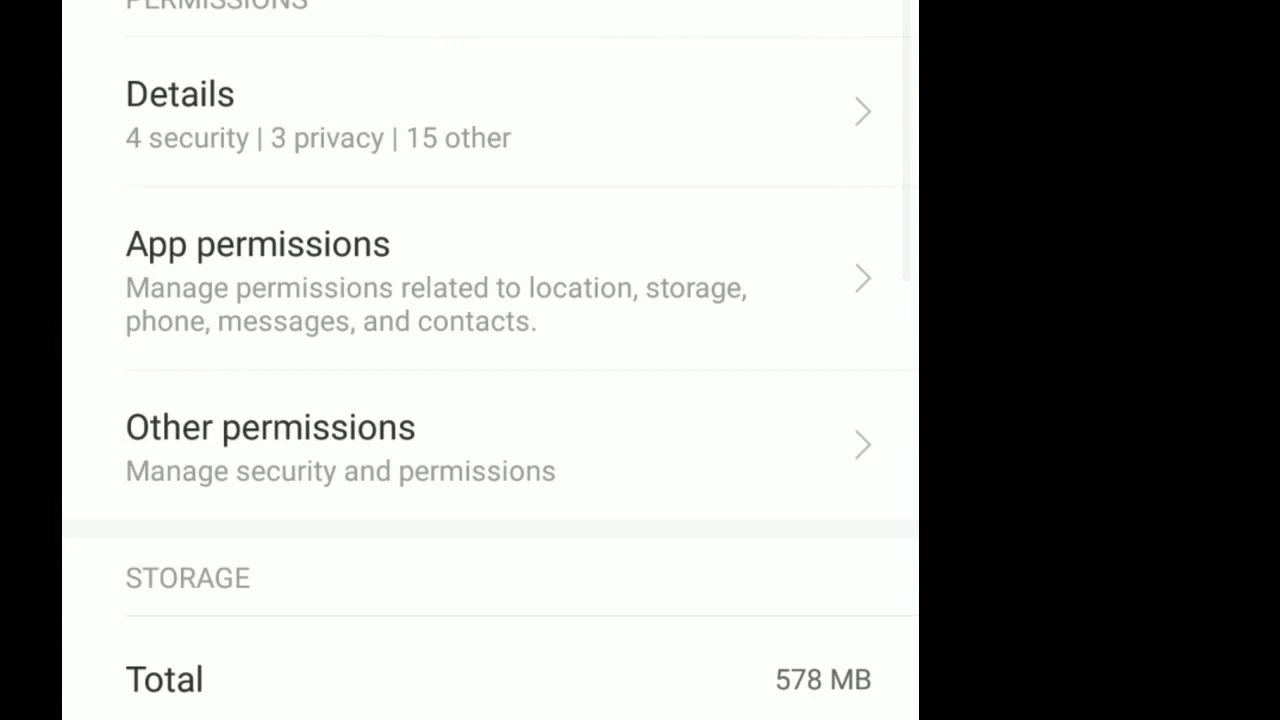 PERMISSIONS
Details
4 security | 3 privacy | 15 other
App permissions
Manage permissions related to location, storage,
phone, messages, and contacts.
Other permissions
Manage security and permissions
STORAGE
Total 578 MB